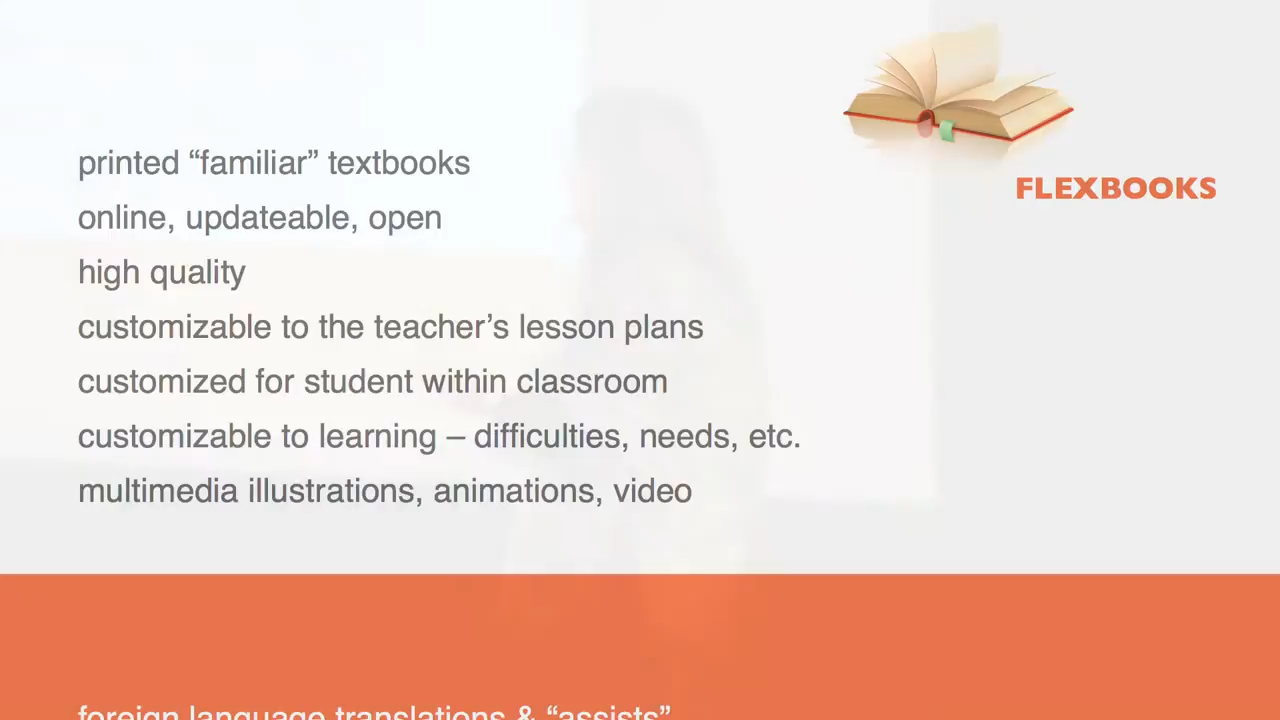 printed “familiar” textbooks
online, updateable, open
high quality
customizable to the teacher’s lesson plans
customized for student within classroom
customizable to learning – difficulties, needs, etc.
multimedia illustrations, animations, video
FLEXBOOKS
foreign language translations & “assists”